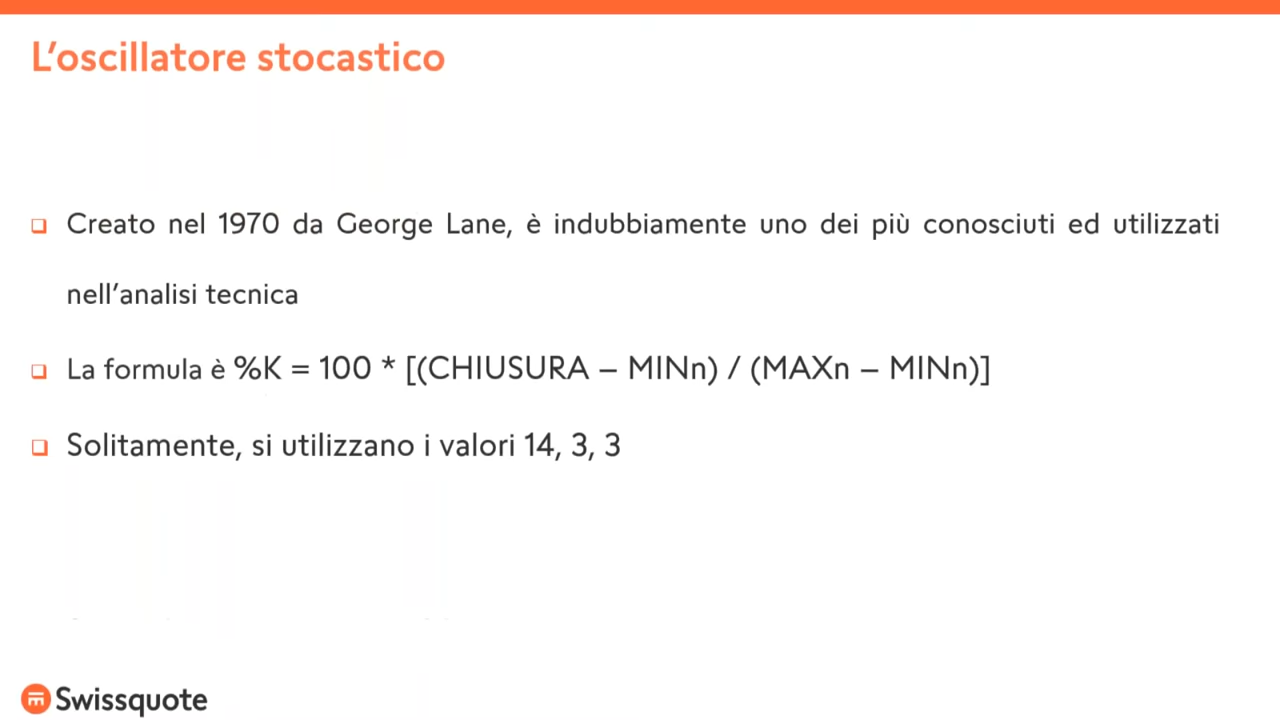 L’oscillatore stocastico
Creato nel 1970 da George Lane, è indubbiamente uno dei più conosciuti ed utilizzati
nell’analisi tecnica
La formula è %K = 100 * [(CHIUSURA – MINn) / (MAXn – MINn)]
Solitamente, si utilizzano i valori 14, 3, 3
Swissquote